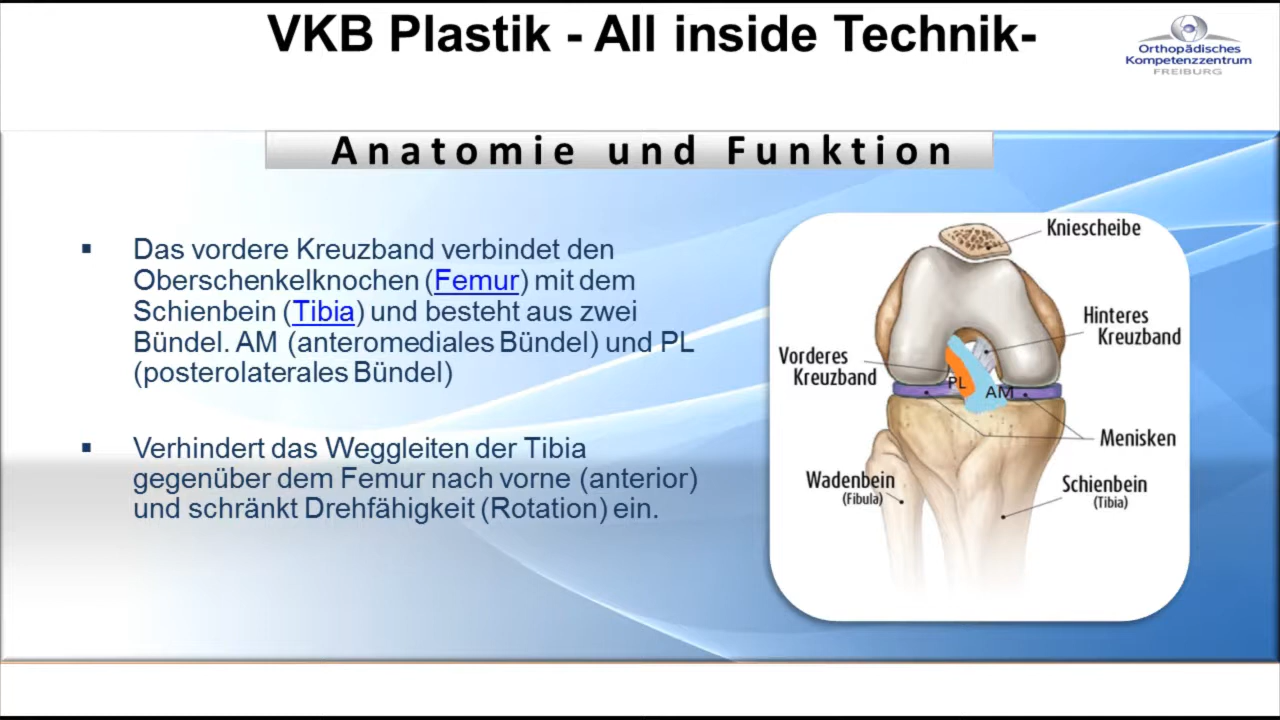 VKB Plastik - All inside Technik-
Orthopädisches
Kompetenzzentrum
FREIBURG
Anatomie und Funktion
▪ Das vordere Kreuzband verbindet den
Oberschenkelknochen (Femur) mit dem
Schienbein (Tibia) und besteht aus zwei
Bündel. AM (anteromediales Bündel) und PL
(posterolaterales Bündel)
▪ Verhindert das Weggleiten der Tibia
gegenüber dem Femur nach vorne (anterior)
und schränkt Drehfähigkeit (Rotation) ein.
Kniescheibe
Hinteres
Kreuzband
Vorderes
Kreuzband
PL
AM
Menisken
Wadenbein
(Fibula)
Schienbein
(Tibia)